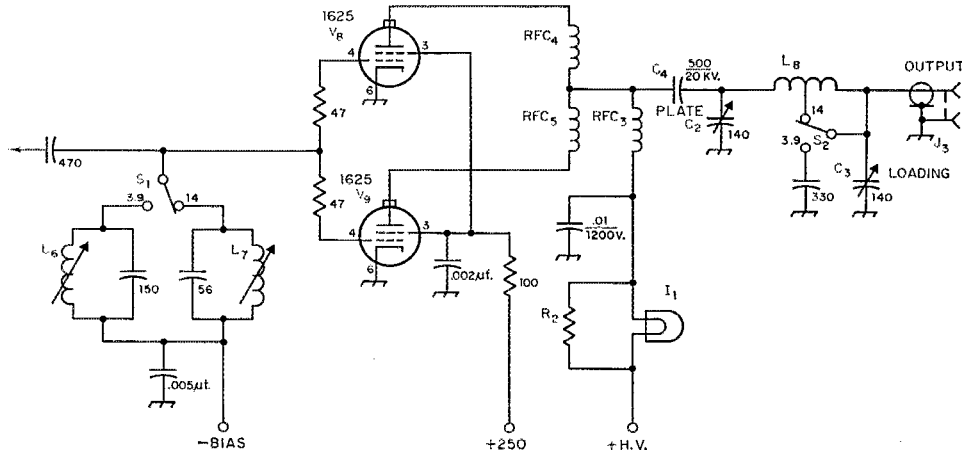 1625
V8
4
3
6
47
RFC4
RFC5
RFC3
C4
500
20 KV.
PLATE
C2
140
L8
14
3.9
S2
330
C3
140
LOADING
OUTPUT
J3
470
S1
3.9
14
L6
150
56
L7
.005µf.
-BIAS
47
1625
V9
4
3
6
.002µf.
100
+250
.01
1200V.
R2
I1
+H.V.